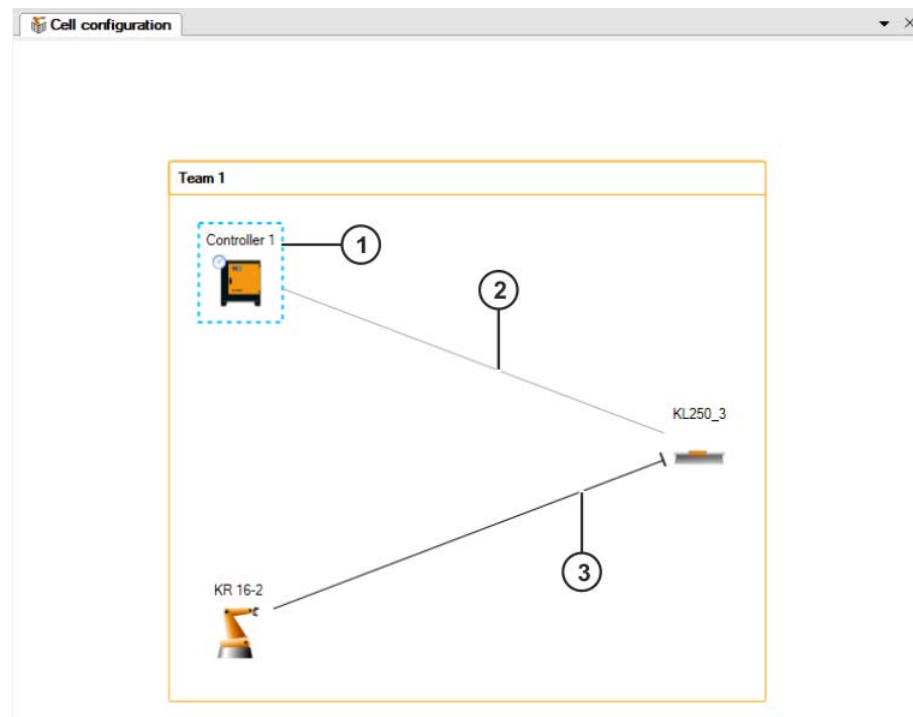 Cell configuration
Team 1
Controller 1
1
2
KL250_3
3
KR 16-2